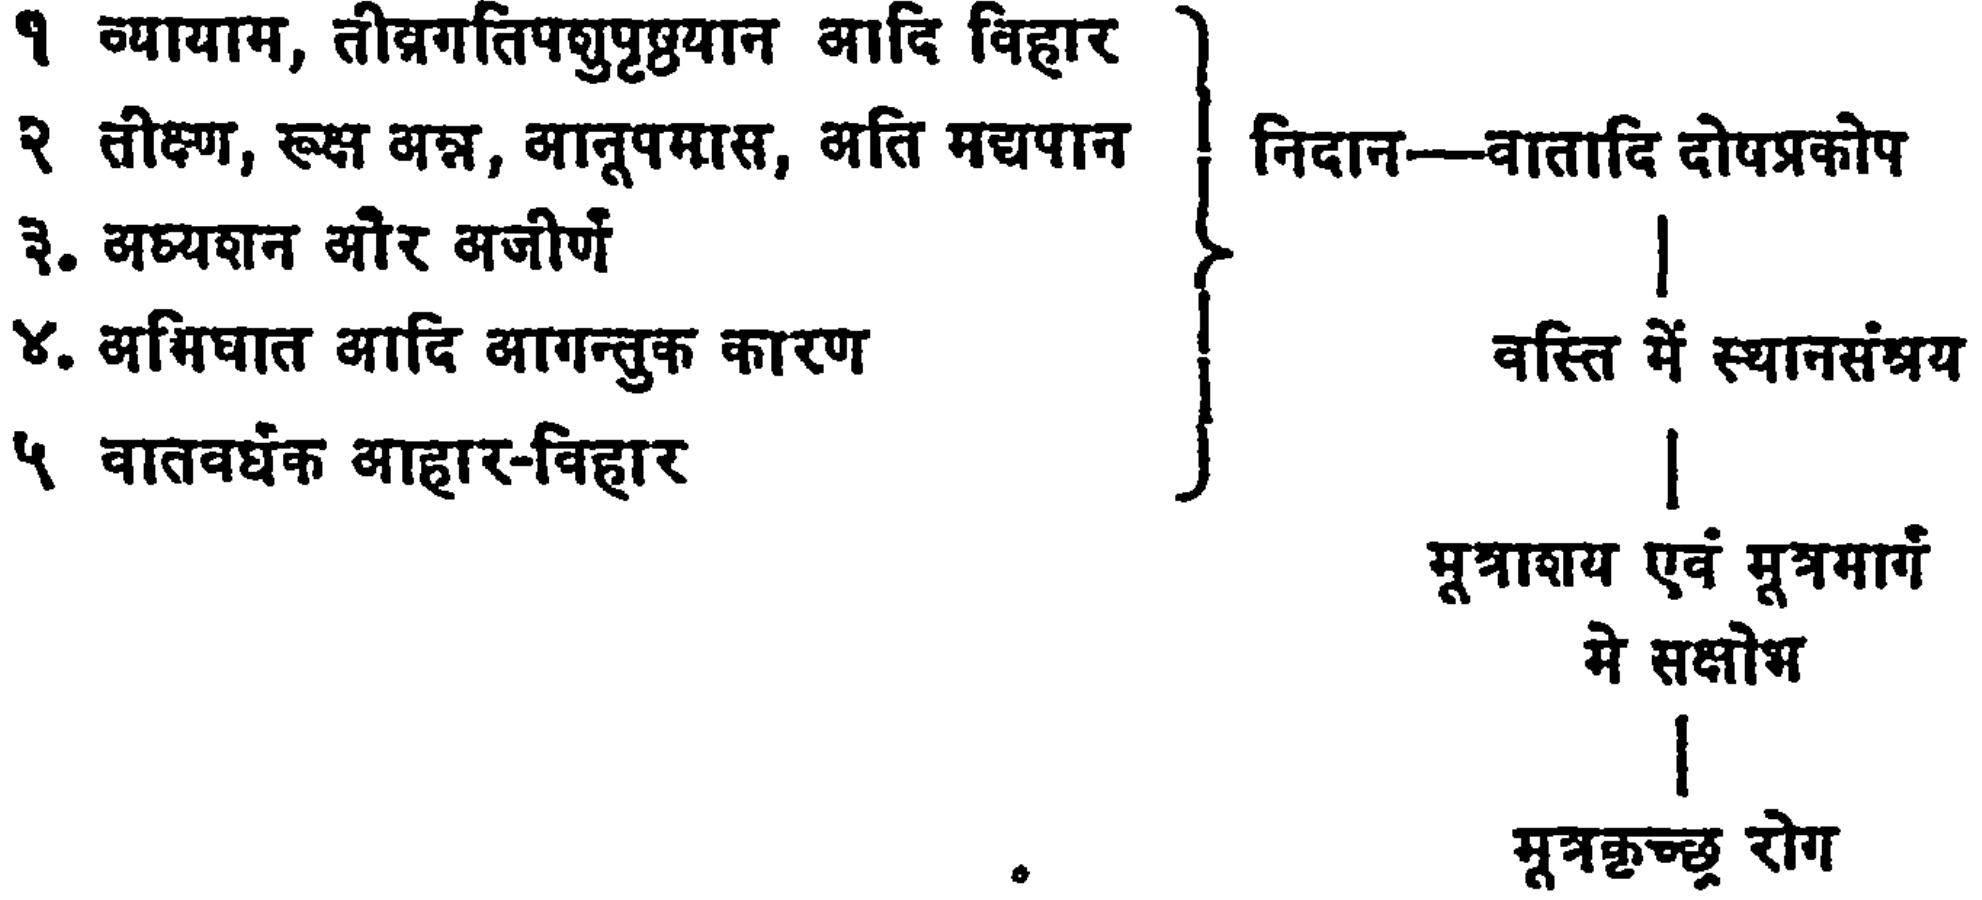 १ व्यायाम, तीव्रगतिपशुपृष्ठयान आदि विहार
२ तीक्ष्ण, रूक्ष अन्न, आनूपमास, अति मद्यपान
३. अध्यशन और अजीर्ण
४. अभिघात आदि आगन्तुक कारण
५ वातवर्धक आहार-विहार
निदान——वातादि दोषप्रकोप
वस्ति में स्थानसंश्रय
मूत्राशय एवं मूत्रमार्ग
मे सक्षोभ
मूत्रकृच्छ्र रोग